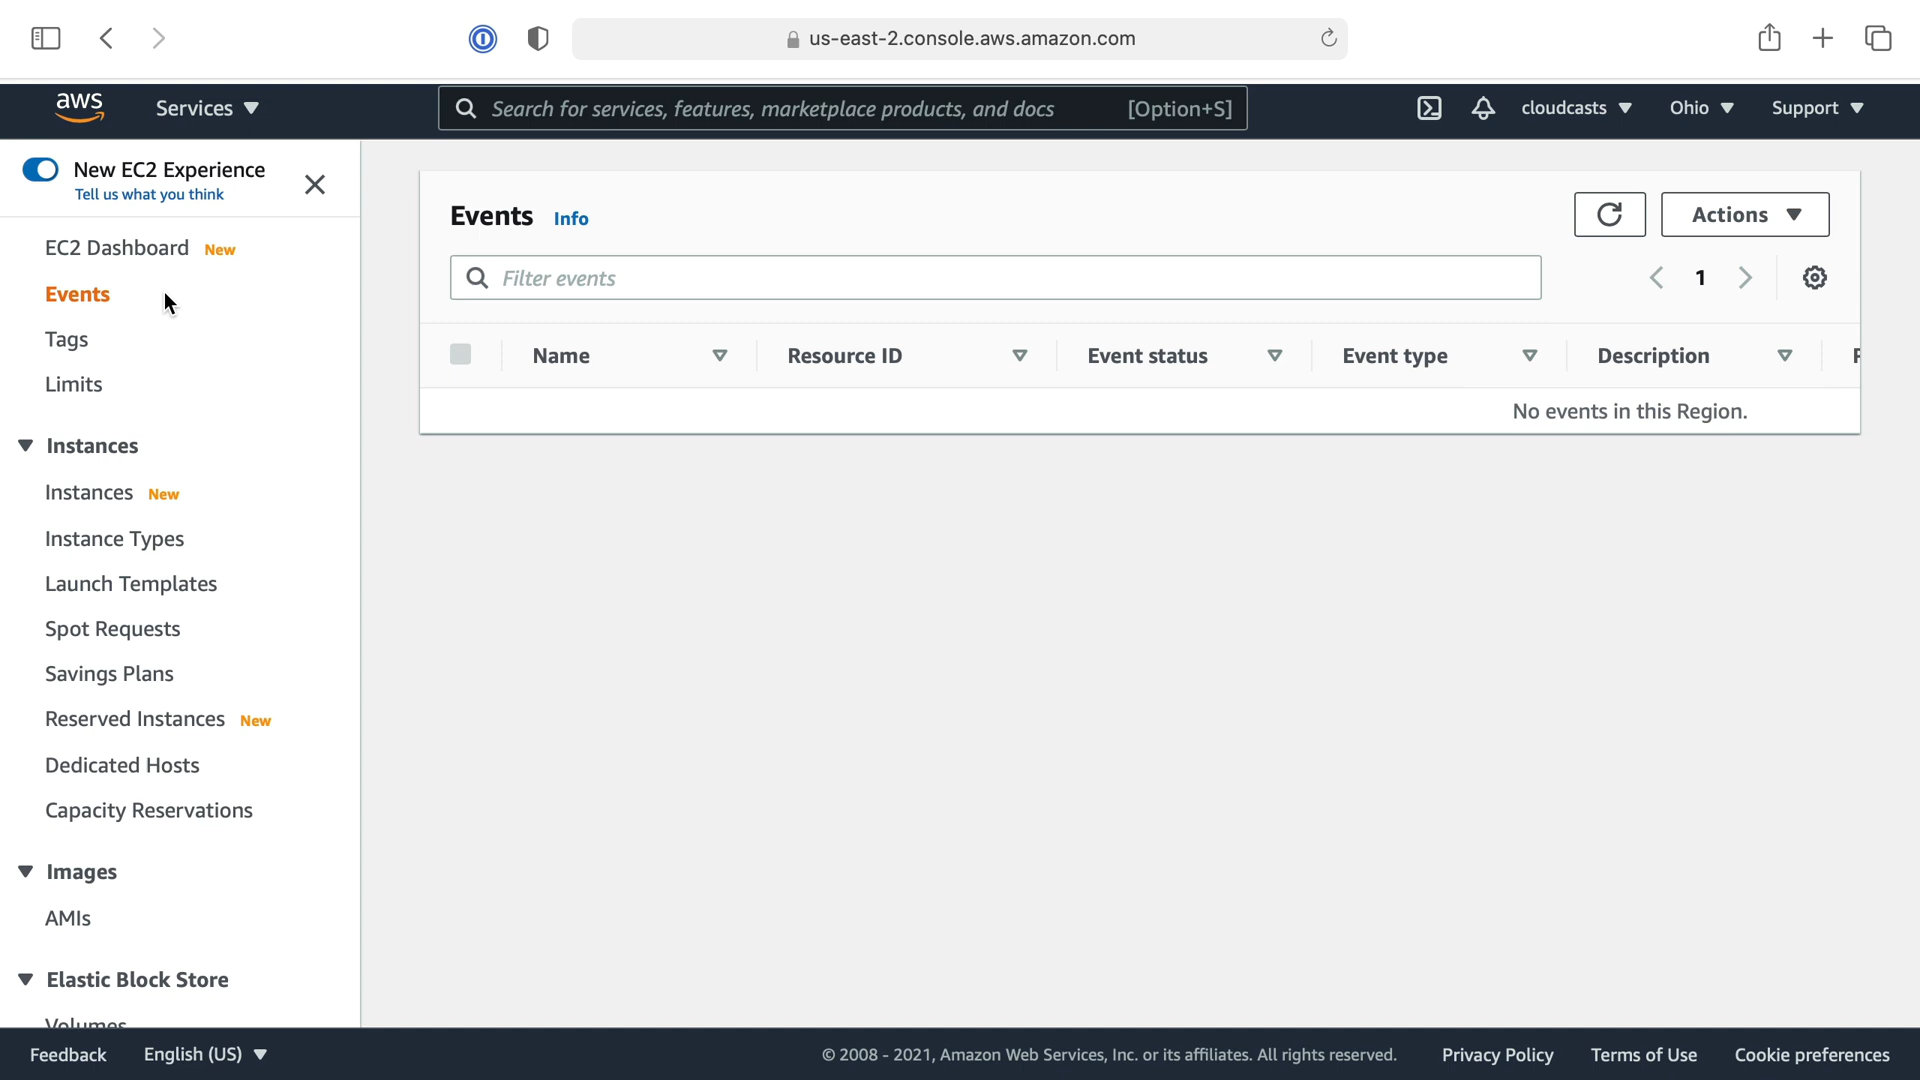 us-east-2.console.aws.amazon.com
aws
Services
Search for services, features, marketplace products, and docs
[Option+S]
cloudcasts
Ohio
Support
New EC2 Experience
Tell us what you think
EC2 Dashboard New
Events
Tags
Limits
Instances
Instances New
Instance Types
Launch Templates
Spot Requests
Savings Plans
Reserved Instances New
Dedicated Hosts
Capacity Reservations
Images
AMIs
Elastic Block Store
Volumes
Events Info
Actions
Filter events
1
Name
Resource ID
Event status
Event type
Description
No events in this Region.
Feedback
English (US)
© 2008 - 2021, Amazon Web Services, Inc. or its affiliates. All rights reserved.
Privacy Policy
Terms of Use
Cookie preferences